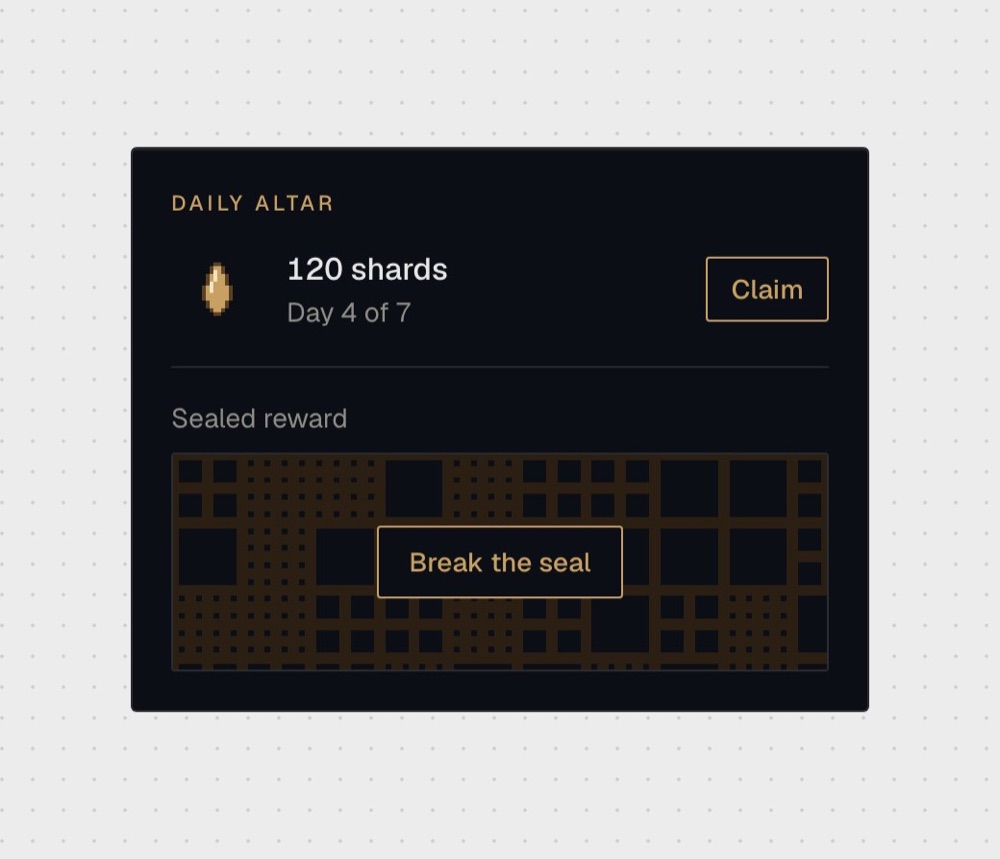 DAILY ALTAR
120 shards
Day 4 of 7
Claim
Sealed reward
Break the seal